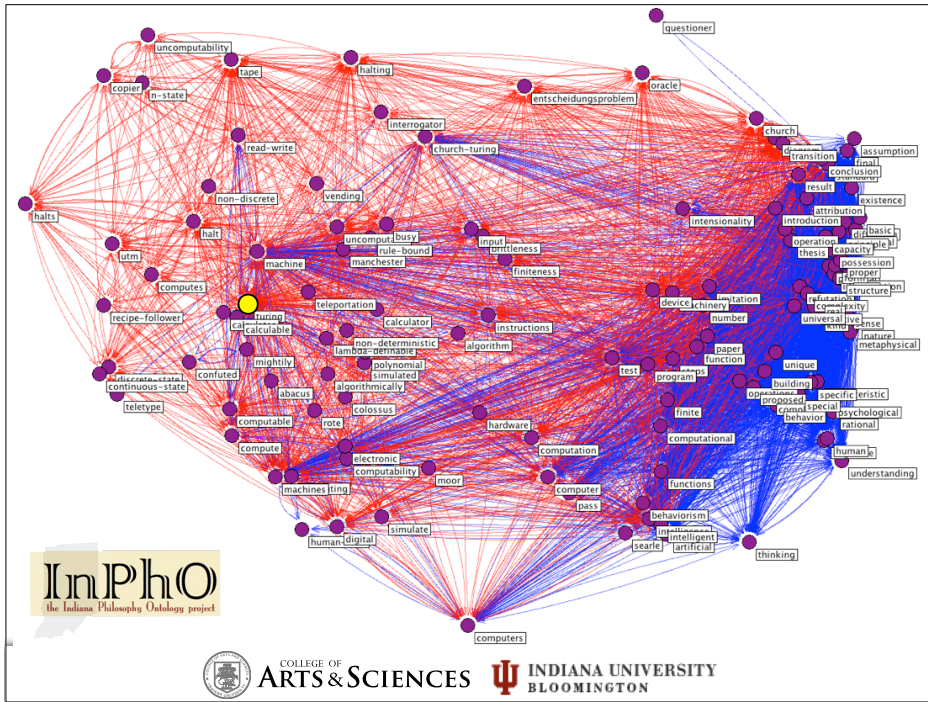 questioner
uncomputability
tape
halting
copier
n-state
entscheidungsproblem
oracle
interrogator
church
read-write
church-turing
transition
assumption
final
conclusion
result
existence
non-discrete
vending
halts
intensionality
attribution
introduction
halt
busy
input
basic
operation
capacity
thesis
rule-bound
manchester
machine
finiteness
utm
possession
proper
computes
structure
teleportation
device
imitation
refutation
complexity
number
universal
recipe-follower
calculator
instructions
sense
calculable
nature
metaphysical
non-deterministic
algorithm
paper
lambda-definable
function
mightily
confuted
polynomial
simulated
test
steps
unique
program
discrete-state
continuous-state
algorithmically
building
abacus
teletype
colossus
proposed
specific
special
finite
behavior
psychological
computable
rote
hardware
rational
computational
compute
computation
human
electronic
computability
moor
functions
understanding
machines
computer
pass
behaviorism
simulate
digital
searle
intelligent
artificial
thinking
computers
InPhO
the Indiana Philosophy Ontology project
COLLEGE OF
ARTS & SCIENCES
INDIANA UNIVERSITY
BLOOMINGTON